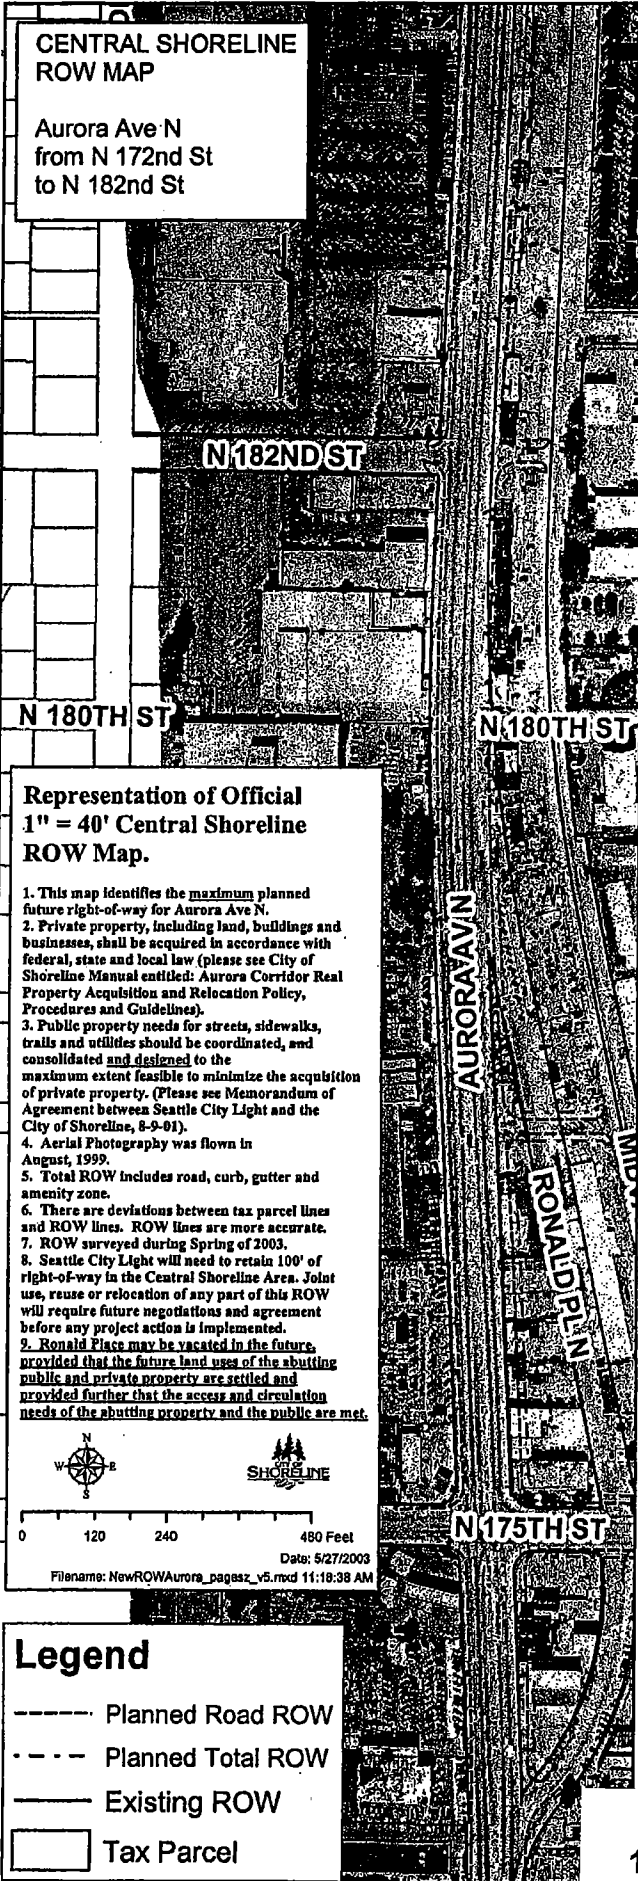 CENTRAL SHORELINE
ROW MAP
Aurora Ave N
from N 172nd St
to N 182nd St
N 182ND ST
N 180TH ST
N 180TH ST
Representation of Official
1" = 40' Central Shoreline
ROW Map.
1. This map identifies the maximum planned
future right-of-way for Aurora Ave N.
2. Private property, including land, buildings and
businesses, shall be acquired in accordance with
federal, state and local law (please see City of
Shoreline Manual entitled: Aurora Corridor Real
Property Acquisition and Relocation Policy,
Procedures and Guidelines).
3. Public property needs for streets, sidewalks,
trails and utilities should be coordinated, and
consolidated and designed to the
maximum extent feasible to minimize the acquisition
of private property. (Please see Memorandum of
Agreement between Seattle City Light and the
City of Shoreline, 8-9-01).
4. Aerial Photography was flown in
August, 1999.
5. Total ROW includes road, curb, gutter and
amenity zone.
6. There are deviations between tax parcel lines
and ROW lines. ROW lines are more accurate.
7. ROW surveyed during Spring of 2003.
8. Seattle City Light will need to retain 100' of
right-of-way in the Central Shoreline Area. Joint
use, reuse or relocation of any part of this ROW
will require future negotiations and agreement
before any project action is implemented.
9. Ronald Place may be vacated in the future,
provided that the future land uses of the abutting
public and private property are settled and
provided further that the access and circulation
needs of the abutting property and the public are met.
AURORA AV N
RONALD PL N
N
W E
S
CITY OF
SHORELINE
0 120 240 480 Feet
Date: 5/27/2003
Filename: NewROWAurora_pagesz_v5.mxd 11:18:38 AM
N 175TH ST
Legend
Planned Road ROW
Planned Total ROW
Existing ROW
Tax Parcel